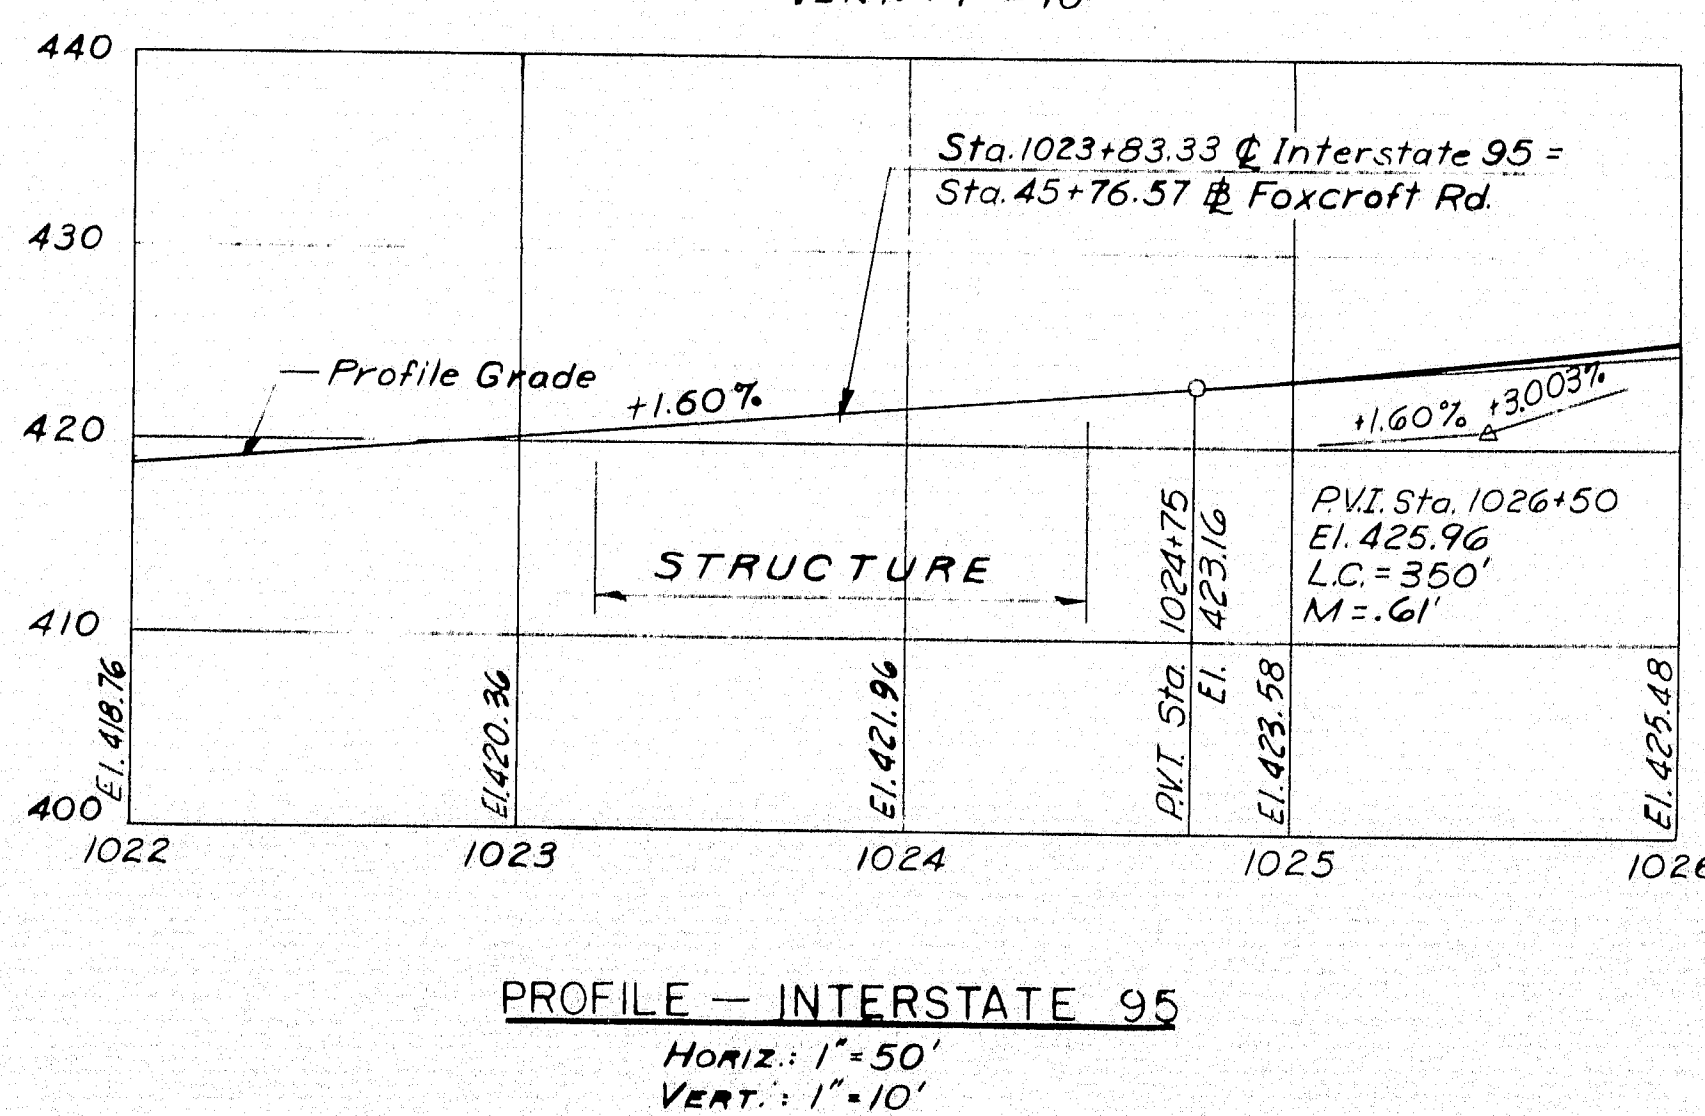 440
430
420
410
400
Sta. 1023+83.33 ℄ Interstate 95 =
Sta. 45+76.57 B̶L Foxcroft Rd.
Profile Grade
+1.60%
+1.60% +3.003%
STRUCTURE
P.V.I. Sta. 1026+50
El. 425.96
L.C. = 350'
M = .61'
El. 418.76
El. 420.36
El. 421.96
P.V.I. Sta. 1024+75
El. 423.16
El. 423.58
El. 425.48
1022 1023 1024 1025 1026
PROFILE — INTERSTATE 95
HORIZ.: 1" = 50'
VERT.: 1" = 10'